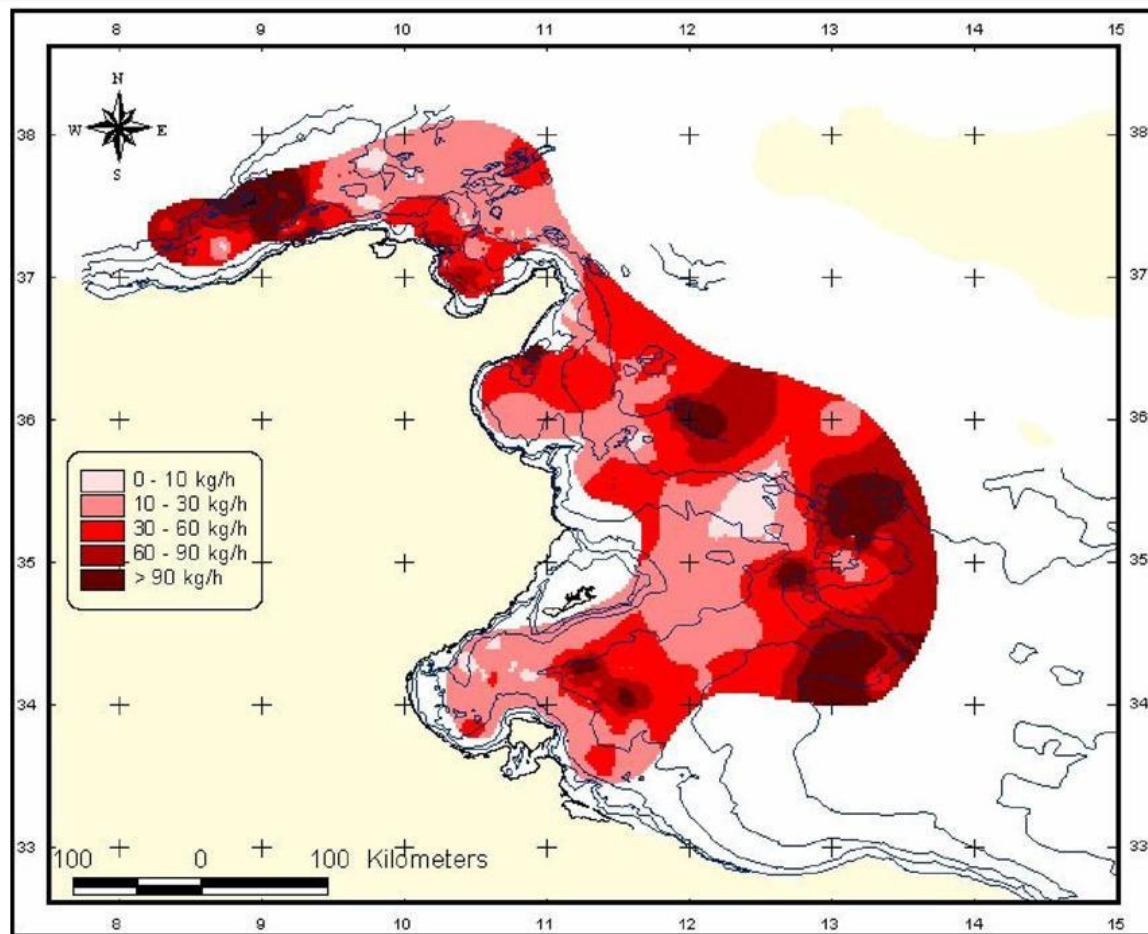 8 9 10 11 12 13 14 15
N
W E
S
38 38
37 37
36 36
0 - 10 kg/h
10 - 30 kg/h
30 - 60 kg/h
60 - 90 kg/h
> 90 kg/h
35 35
34 34
33 33
100 0 100 Kilometers
8 9 10 11 12 13 14 15